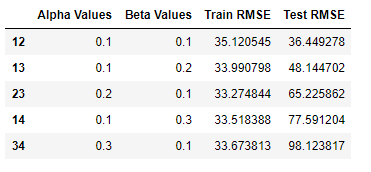 Alpha Values Beta Values Train RMSE Test RMSE
12 0.1 0.1 35.120545 36.449278
13 0.1 0.2 33.990798 48.144702
23 0.2 0.1 33.274844 65.225862
14 0.1 0.3 33.518388 77.591204
34 0.3 0.1 33.673813 98.123817